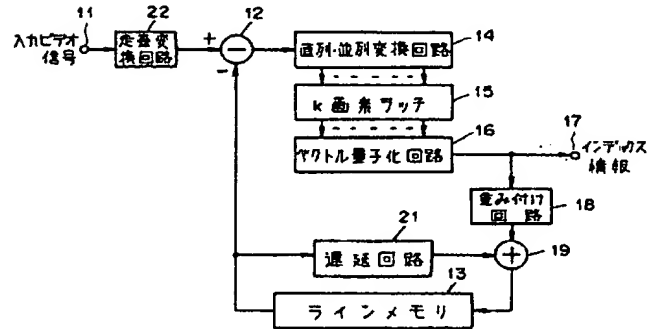 11
22
12
14
入力ビデオ
信号
走査変
換回路
+
−
−
直列・並列変換回路
15
k画素ラッチ
16
17
ベクトル量子化回路
インデックス
情報
重み付け
回路
18
21
遅延回路
+
19
13
ラインメモリ